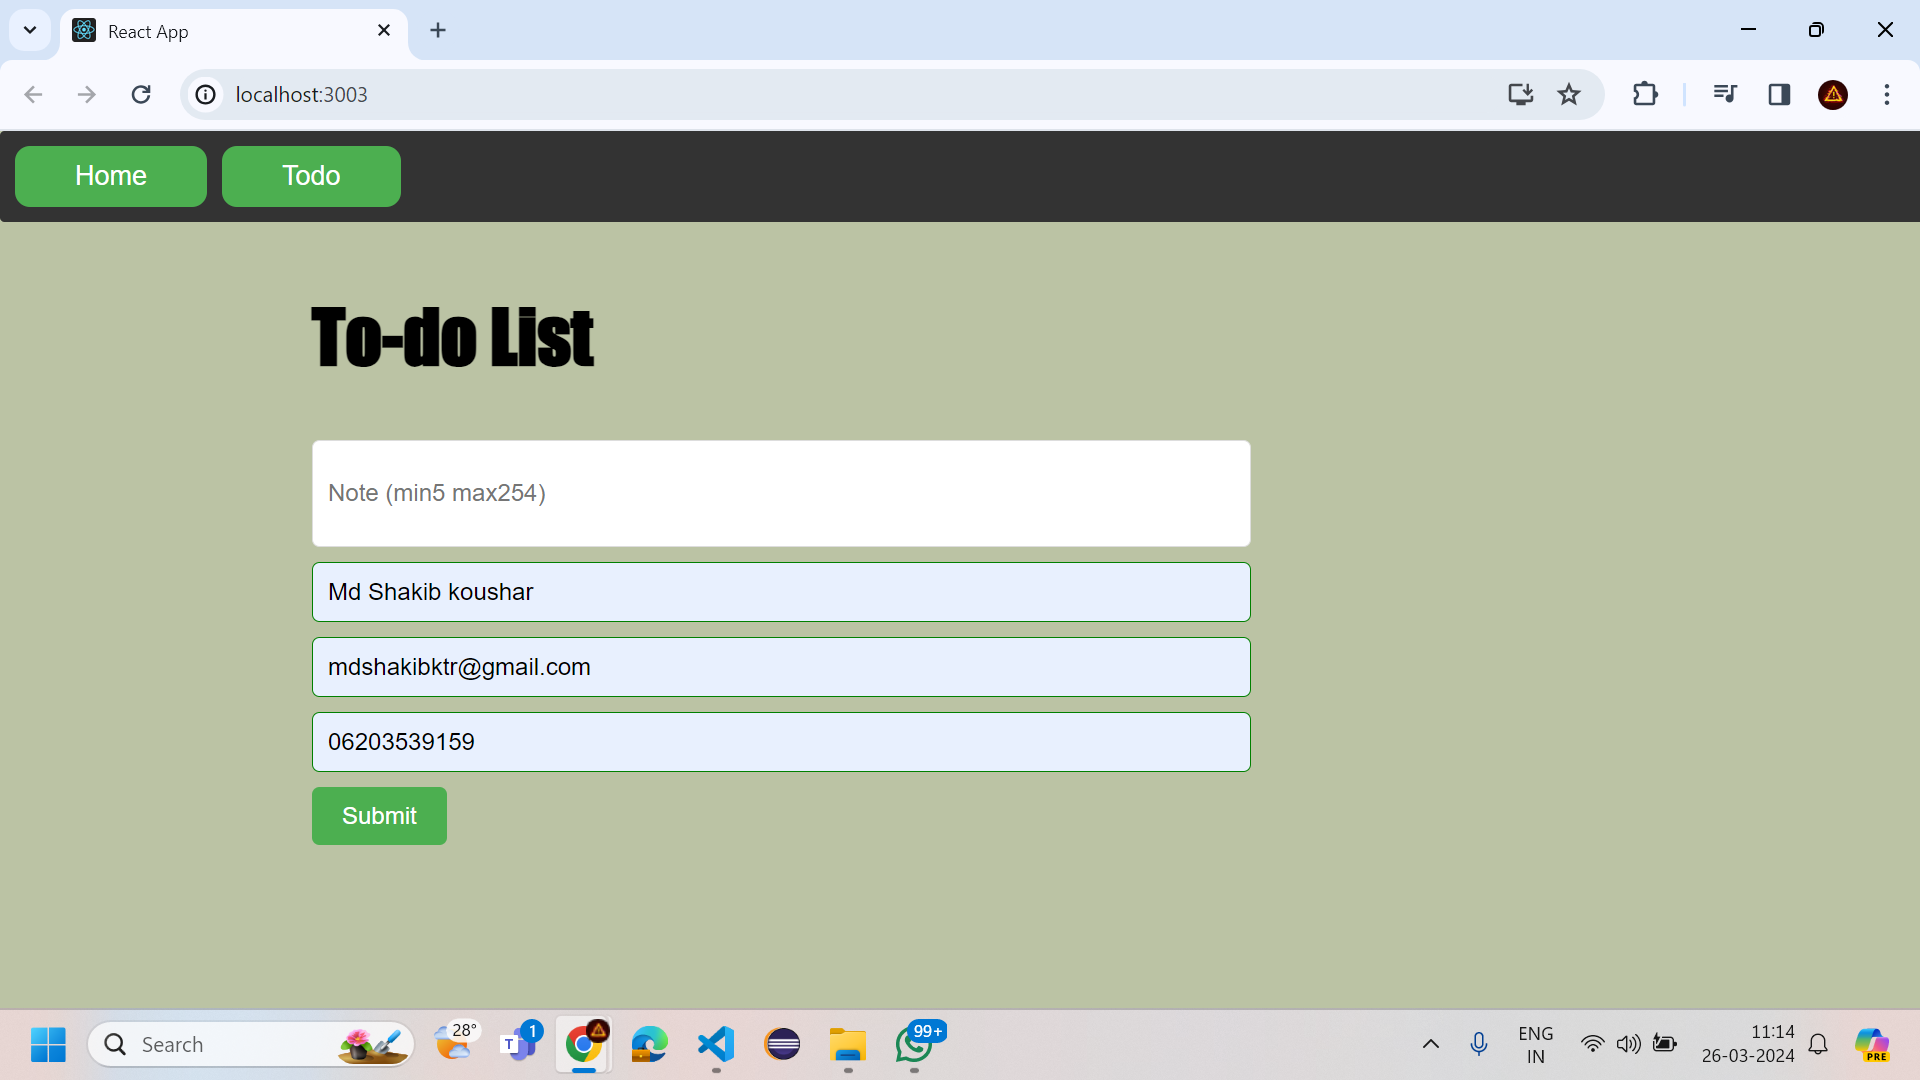 React App
localhost:3003
Home
Todo
To-do List
Note (min5 max254)
Md Shakib koushar
mdshakibktr@gmail.com
06203539159
Submit
Search
28°
T
1
99+
ENG
IN
11:14
26-03-2024
PRE